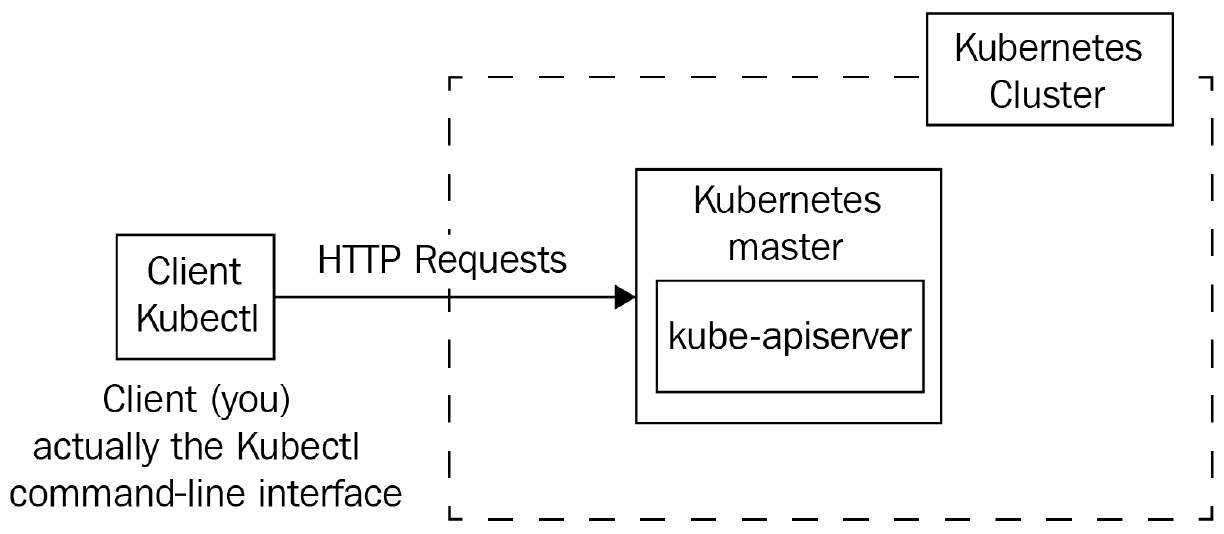 Kubernetes
Cluster
Kubernetes
master
HTTP Requests
Client
Kubectl
kube-apiserver
Client (you)
actually the Kubectl
command-line interface